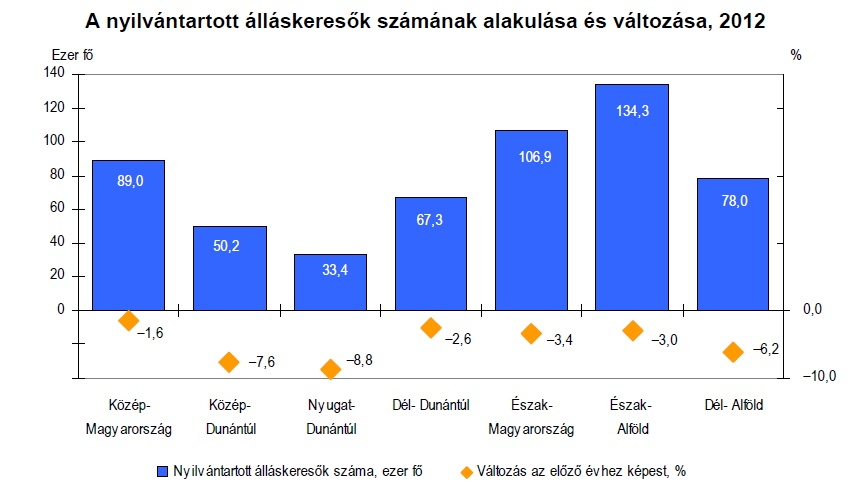 A nyilvántartott álláskeresők számának alakulása és változása, 2012
Ezer fő
%
140
120
100
80
60
40
20
0
0,0
–10,0
89,0
50,2
33,4
67,3
106,9
134,3
78,0
–1,6
–7,6
–8,8
–2,6
–3,4
–3,0
–6,2
Közép-
Magyarország
Közép-
Dunántúl
Nyugat-
Dunántúl
Dél- Dunántúl
Észak-
Magyarország
Észak-
Alföld
Dél- Alföld
Nyilvántartott álláskeresők száma, ezer fő
Változás az előző évhez képest, %